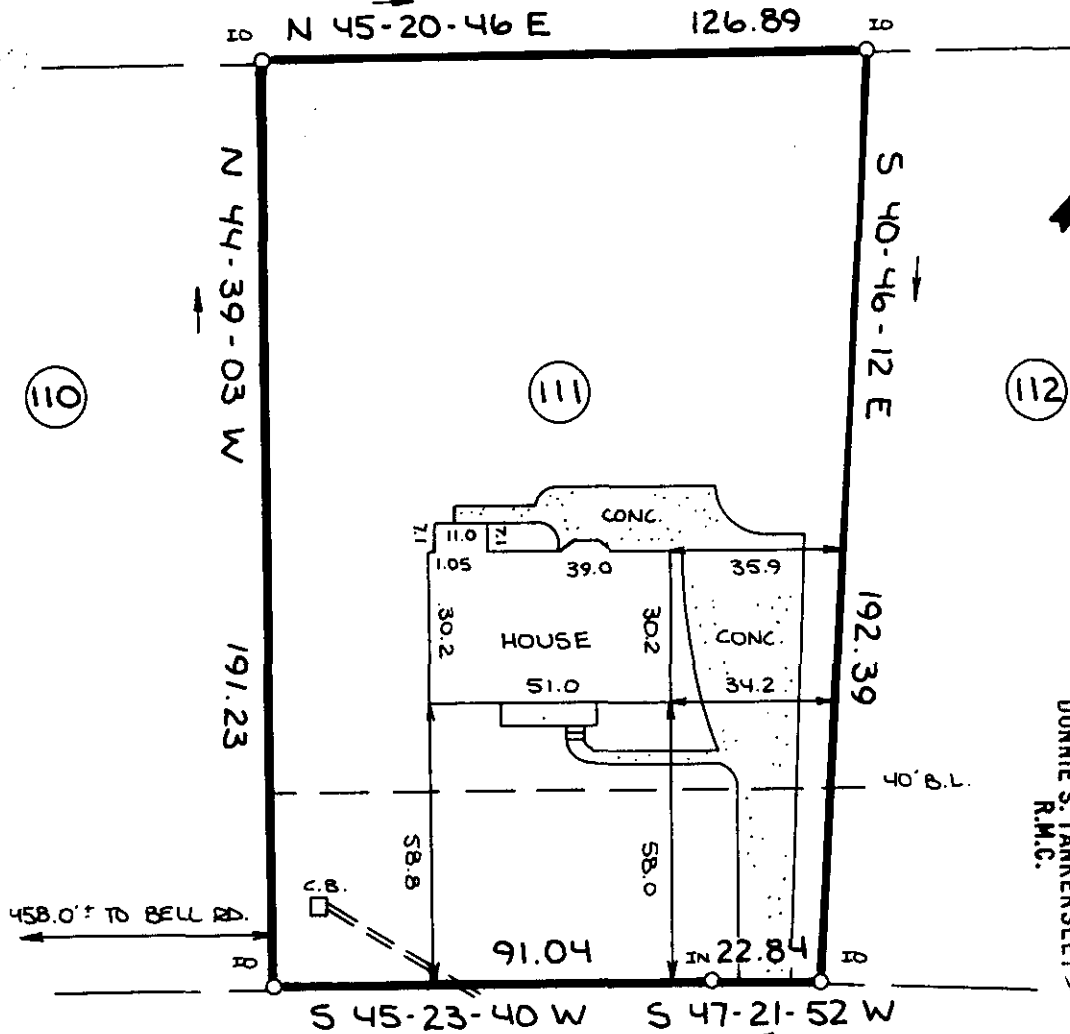 IO N 45-20-46 E 126.89 IO
N 44-39-03 W
S 40-46-12 E
110
111
112
CONC.
7.1 11.0 7.1
1.05 39.0 35.9
30.2 HOUSE 30.2 CONC.
51.0 34.2
191.23
192.39
40' B.L.
58.8
58.0
C.B.
458.0'± TO BELL RD.
IO 91.04 IN 22.84 IO
S 45-23-40 W S 47-21-52 W
DONNIE S. TANKERSLEY
R.M.C.